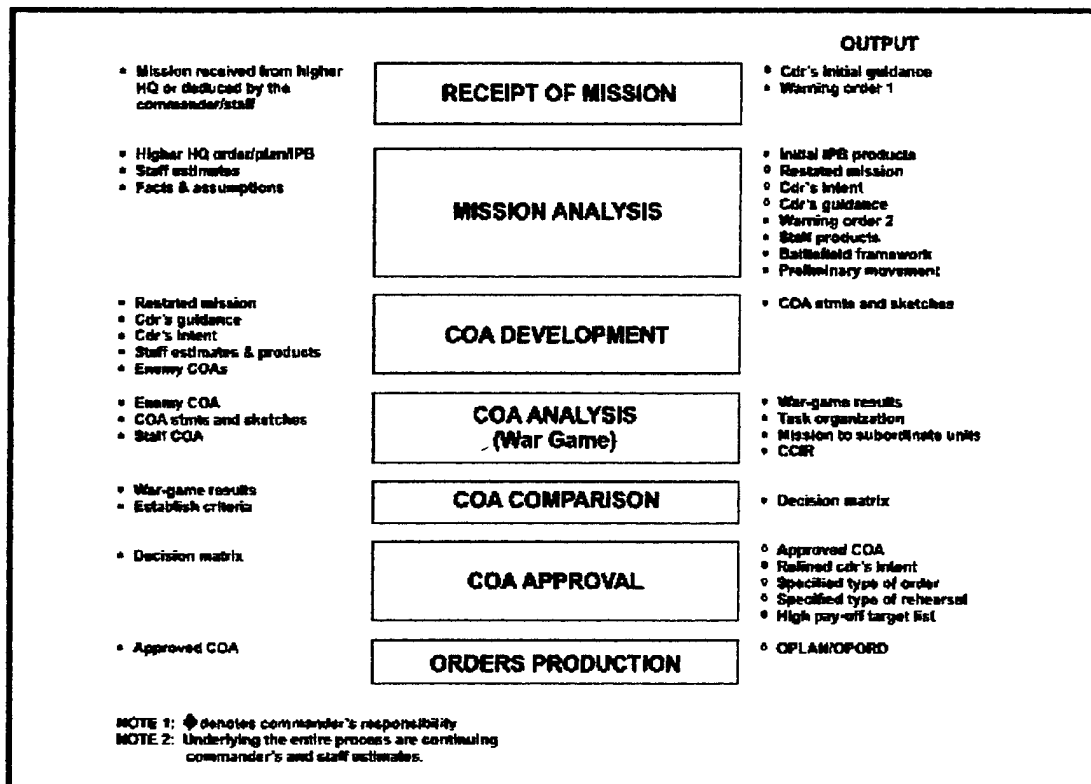 OUTPUT
• Mission received from higher
HQ or deduced by the
commander/staff
RECEIPT OF MISSION
• Cdr's initial guidance
• Warning order 1
• Higher HQ order/plan/IPB
• Staff estimates
• Facts & assumptions
MISSION ANALYSIS
• Initial IPB products
• Restated mission
• Cdr's intent
• Cdr's guidance
• Warning order 2
• Staff products
• Battlefield framework
• Preliminary movement
• Restated mission
• Cdr's guidance
• Cdr's intent
• Staff estimates & products
• Enemy COAs
COA DEVELOPMENT
• COA stmts and sketches
• Enemy COA
• COA stmts and sketches
• Staff COA
COA ANALYSIS
(War Game)
• War-game results
• Task organization
• Mission to subordinate units
• CCIR
• War-game results
• Establish criteria
COA COMPARISON
• Decision matrix
• Decision matrix
COA APPROVAL
• Approved COA
• Refined cdr's intent
• Specified type of order
• Specified type of rehearsal
• High pay-off target list
• Approved COA
ORDERS PRODUCTION
• OPLAN/OPORD
NOTE 1: ◆ denotes commander's responsibility
NOTE 2: Underlying the entire process are continuing
commander's and staff estimates.